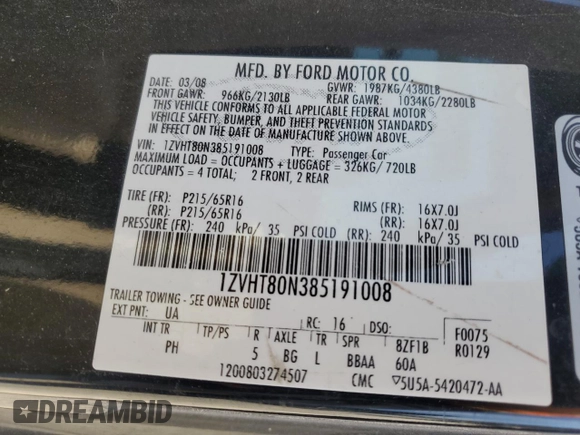 MFD. BY FORD MOTOR CO.
DATE: 03/08 GVWR: 1987KG/4380LB
FRONT GAWR: 966KG/2130LB REAR GAWR: 1034KG/2280LB
THIS VEHICLE CONFORMS TO ALL APPLICABLE FEDERAL MOTOR
VEHICLE SAFETY, BUMPER, AND THEFT PREVENTION STANDARDS
IN EFFECT ON THE DATE OF MANUFACTURE SHOWN ABOVE.
VIN: 1ZVHT80N385191008 TYPE: Passenger Car
MAXIMUM LOAD = OCCUPANTS + LUGGAGE = 326KG/ 720LB
OCCUPANTS = 4 TOTAL; 2 FRONT, 2 REAR
TIRE (FR): P215/65R16 RIMS (FR): 16X7.0J
(RR): P215/65R16 (RR): 16X7.0J
PRESSURE (FR): 240 kPa/ 35 PSI COLD (RR): 240 kPa/ 35 PSI COLD
1ZVHT80N385191008
TRAILER TOWING - SEE OWNER GUIDE
EXT PNT: UA RC: 16 DSO: F0075
INT TR TP/PS R AXLE TR SPR 8ZF1B R0129
PH 5 BG L BBAA 60A
1200803274507 CMC ▽5U5A-5420472-AA
DREAMBID